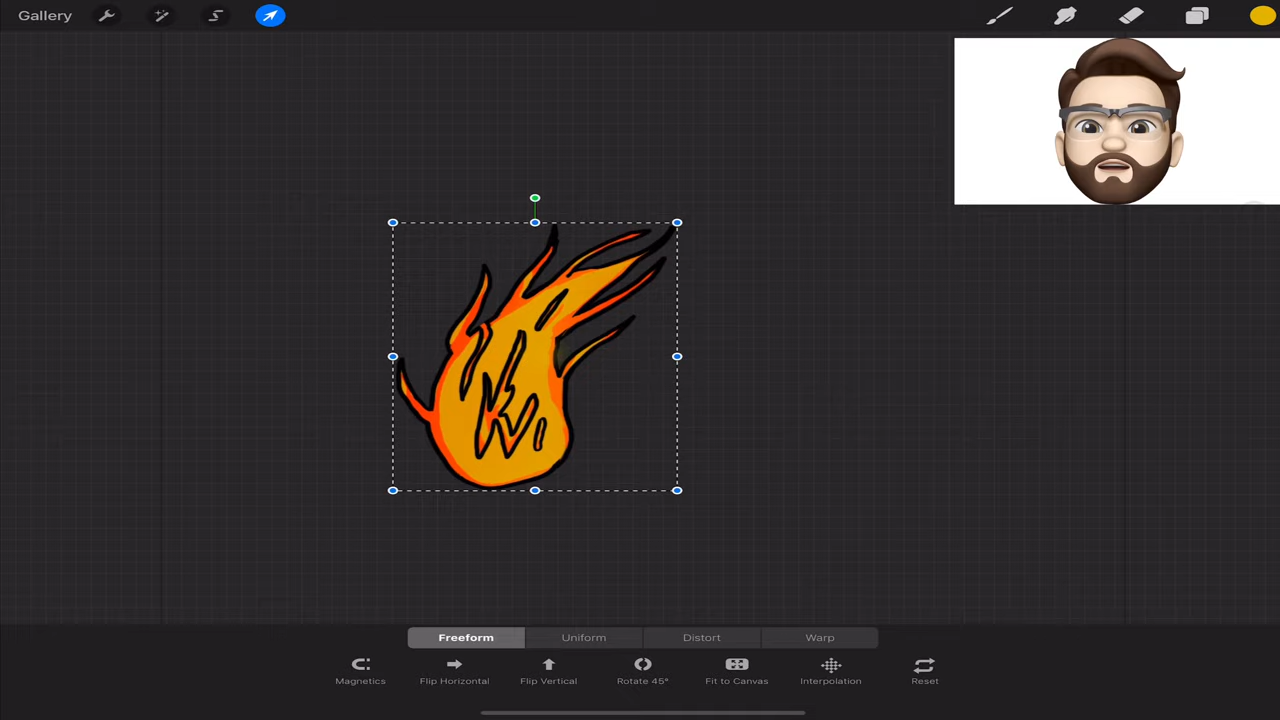 Gallery
Freeform Uniform Distort Warp
Magnetics Flip Horizontal Flip Vertical Rotate 45° Fit to Canvas Interpolation Reset